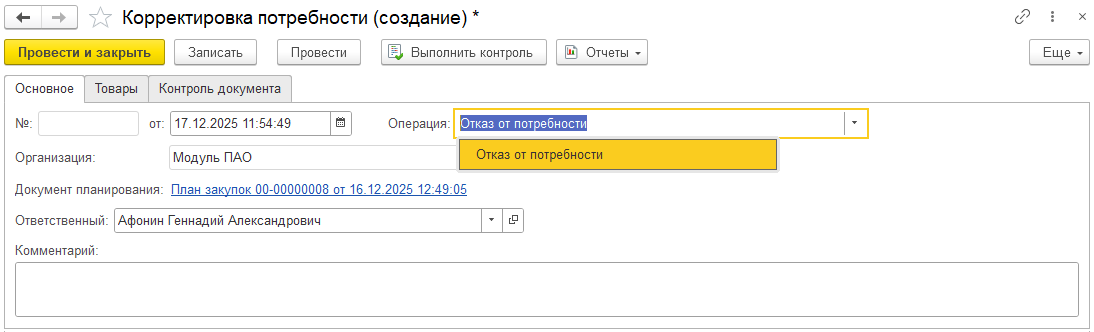 Корректировка потребности (создание) *
Провести и закрыть Записать Провести Выполнить контроль Отчеты Еще
Основное Товары Контроль документа
№: от: 17.12.2025 11:54:49 Операция: Отказ от потребности
Отказ от потребности
Организация: Модуль ПАО
Документ планирования: План закупок 00-00000008 от 16.12.2025 12:49:05
Ответственный: Афонин Геннадий Александрович
Комментарий: